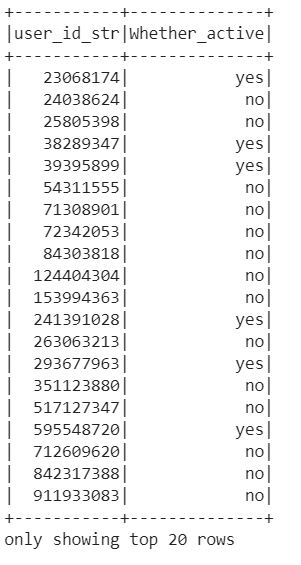 +-----------+--------------+
|user_id_str|Whether_active|
+-----------+--------------+
|   23068174|           yes|
|   24038624|            no|
|   25805398|            no|
|   38289347|           yes|
|   39395899|           yes|
|   54311555|            no|
|   71308901|            no|
|   72342053|            no|
|   84303818|            no|
|  124404304|            no|
|  153994363|            no|
|  241391028|           yes|
|  263063213|            no|
|  293677963|           yes|
|  351123880|            no|
|  517127347|            no|
|  595548720|           yes|
|  712609620|            no|
|  842317388|            no|
|  911933083|            no|
+-----------+--------------+
only showing top 20 rows